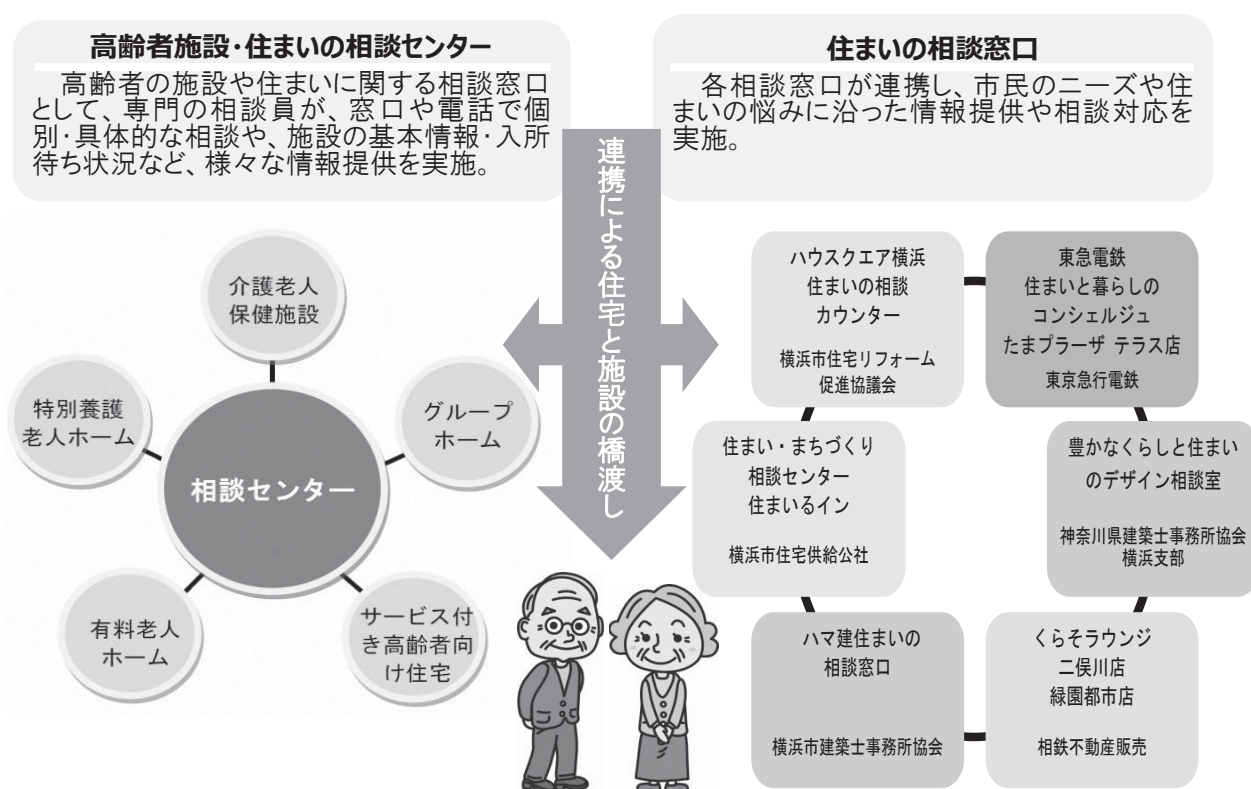 高齢者施設・住まいの相談センター
高齢者の施設や住まいに関する相談窓口
として、専門の相談員が、窓口や電話で個
別・具体的な相談や、施設の基本情報・入所
待ち状況など、様々な情報提供を実施。
住まいの相談窓口
各相談窓口が連携し、市民のニーズや住
まいの悩みに沿った情報提供や相談対応を
実施。
連携による住宅と施設の橋渡し
介護老人
保健施設
特別養護
老人ホーム
グループ
ホーム
相談センター
有料老人
ホーム
サービス付
き高齢者向
け住宅
ハウスクエア横浜
住まいの相談
カウンター
横浜市住宅リフォーム
促進協議会
東急電鉄
住まいと暮らしの
コンシェルジュ
たまプラーザ テラス店
東京急行電鉄
住まい・まちづくり
相談センター
住まいるイン
横浜市住宅供給公社
豊かなくらしと住まい
のデザイン相談室
神奈川県建築士事務所協会
横浜支部
ハマ建住まいの
相談窓口
横浜市建築士事務所協会
くらそラウンジ
二俣川店
緑園都市店
相鉄不動産販売